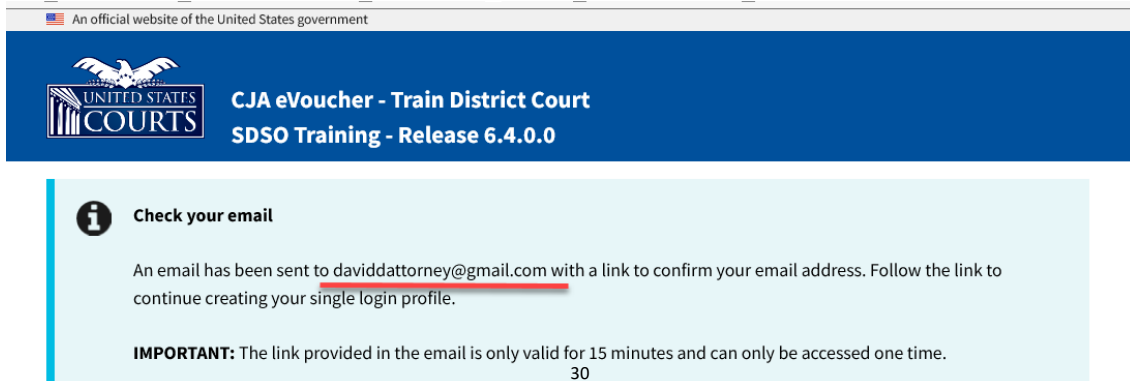 An official website of the United States government
UNITED STATES
COURTS
CJA eVoucher - Train District Court
SDSO Training - Release 6.4.0.0
Check your email
An email has been sent to daviddattorney@gmail.com with a link to confirm your email address. Follow the link to
continue creating your single login profile.
IMPORTANT: The link provided in the email is only valid for 15 minutes and can only be accessed one time.
30